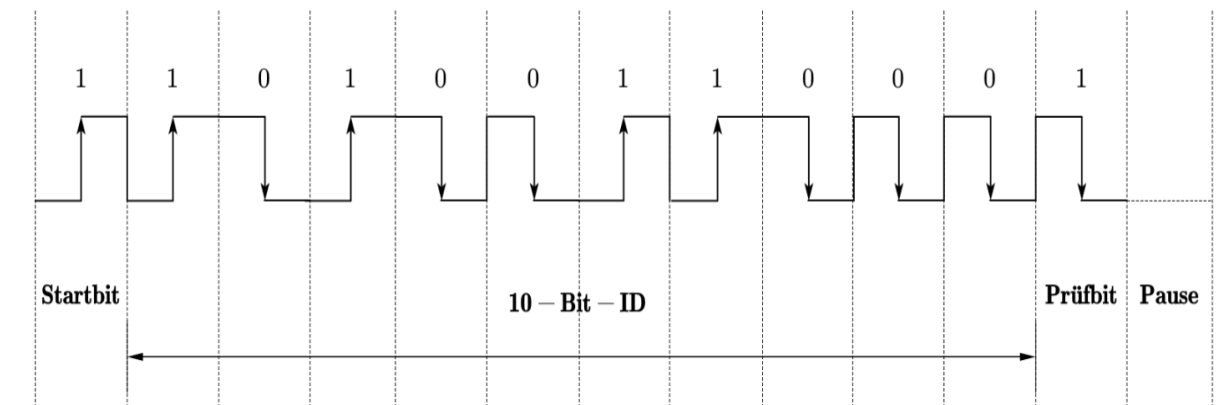 1 1 0 1 0 0 1 1 0 0 0 1
Startbit 10 – Bit – ID Prüfbit Pause